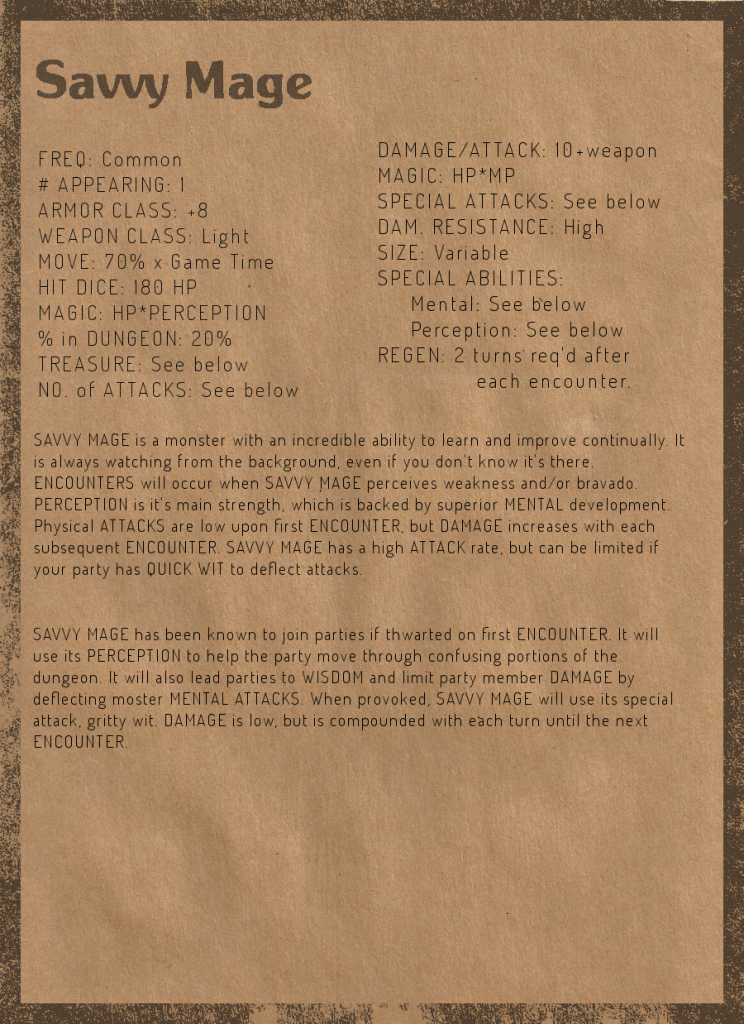 Savvy Mage
FREQ: Common
# APPEARING: 1
ARMOR CLASS: +8
WEAPON CLASS: Light
MOVE: 70% x Game Time
HIT DICE: 180 HP
MAGIC: HP*PERCEPTION
% in DUNGEON: 20%
TREASURE: See below
NO. of ATTACKS: See below
DAMAGE/ATTACK: 10+weapon
MAGIC: HP*MP
SPECIAL ATTACKS: See below
DAM. RESISTANCE: High
SIZE: Variable
SPECIAL ABILITIES:
Mental: See below
Perception: See below
REGEN: 2 turns req'd after
each encounter.
SAVVY MAGE is a monster with an incredible ability to learn and improve continually. It
is always watching from the background, even if you don't know it's there.
ENCOUNTERS will occur when SAVVY MAGE perceives weakness and/or bravado.
PERCEPTION is it's main strength, which is backed by superior MENTAL development.
Physical ATTACKS are low upon first ENCOUNTER, but DAMAGE increases with each
subsequent ENCOUNTER. SAVVY MAGE has a high ATTACK rate, but can be limited if
your party has QUICK WIT to deflect attacks.
SAVVY MAGE has been known to join parties if thwarted on first ENCOUNTER. It will
use its PERCEPTION to help the party move through confusing portions of the
dungeon. It will also lead parties to WISDOM and limit party member DAMAGE by
deflecting moster MENTAL ATTACKS. When provoked, SAVVY MAGE will use its special
attack, gritty wit. DAMAGE is low, but is compounded with each turn until the next
ENCOUNTER.